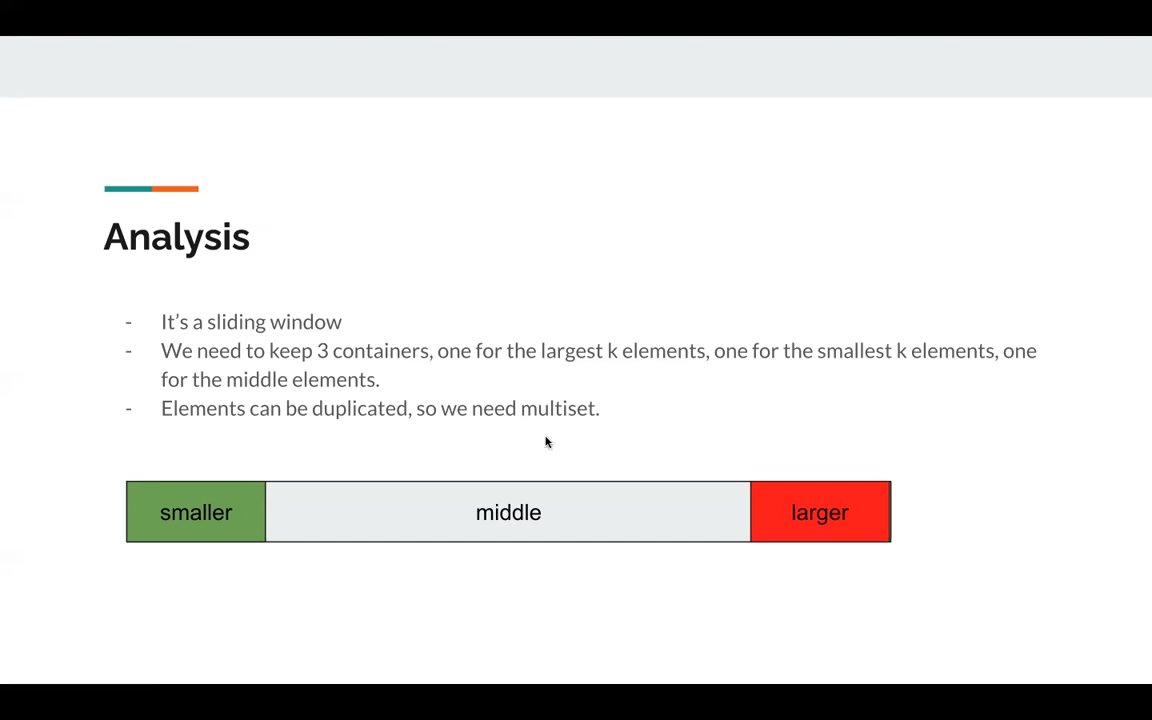 Analysis
- It’s a sliding window
- We need to keep 3 containers, one for the largest k elements, one for the smallest k elements, one
for the middle elements.
- Elements can be duplicated, so we need multiset.
smaller middle larger